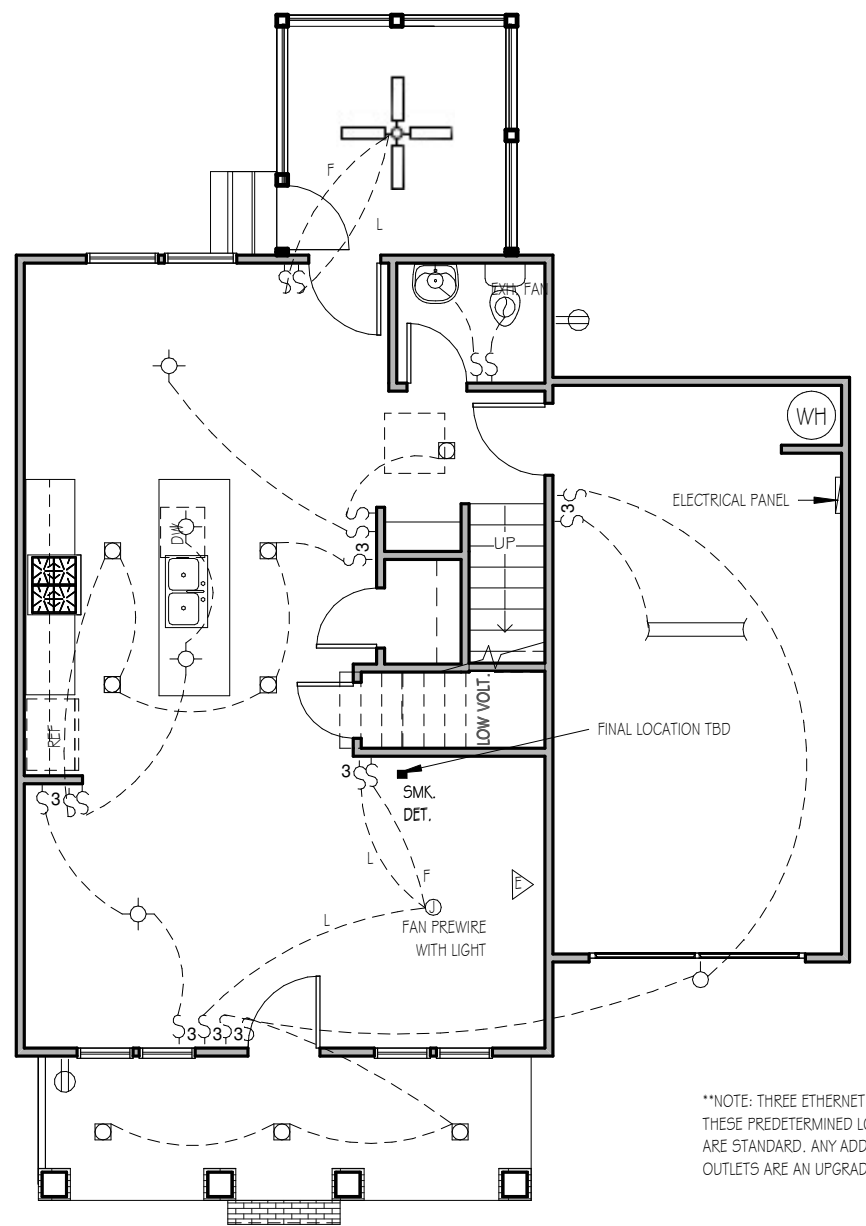 F
L
EXH. FAN
WH
ELECTRICAL PANEL
3
DW
3
UP
REF
LOW VOLT.
FINAL LOCATION TBD
3
3
SMK.
DET.
L
F
E
L
J
FAN PREWIRE
WITH LIGHT
3
3
3
**NOTE: THREE ETHERNET
THESE PREDETERMINED LO
ARE STANDARD. ANY ADD
OUTLETS ARE AN UPGRAD